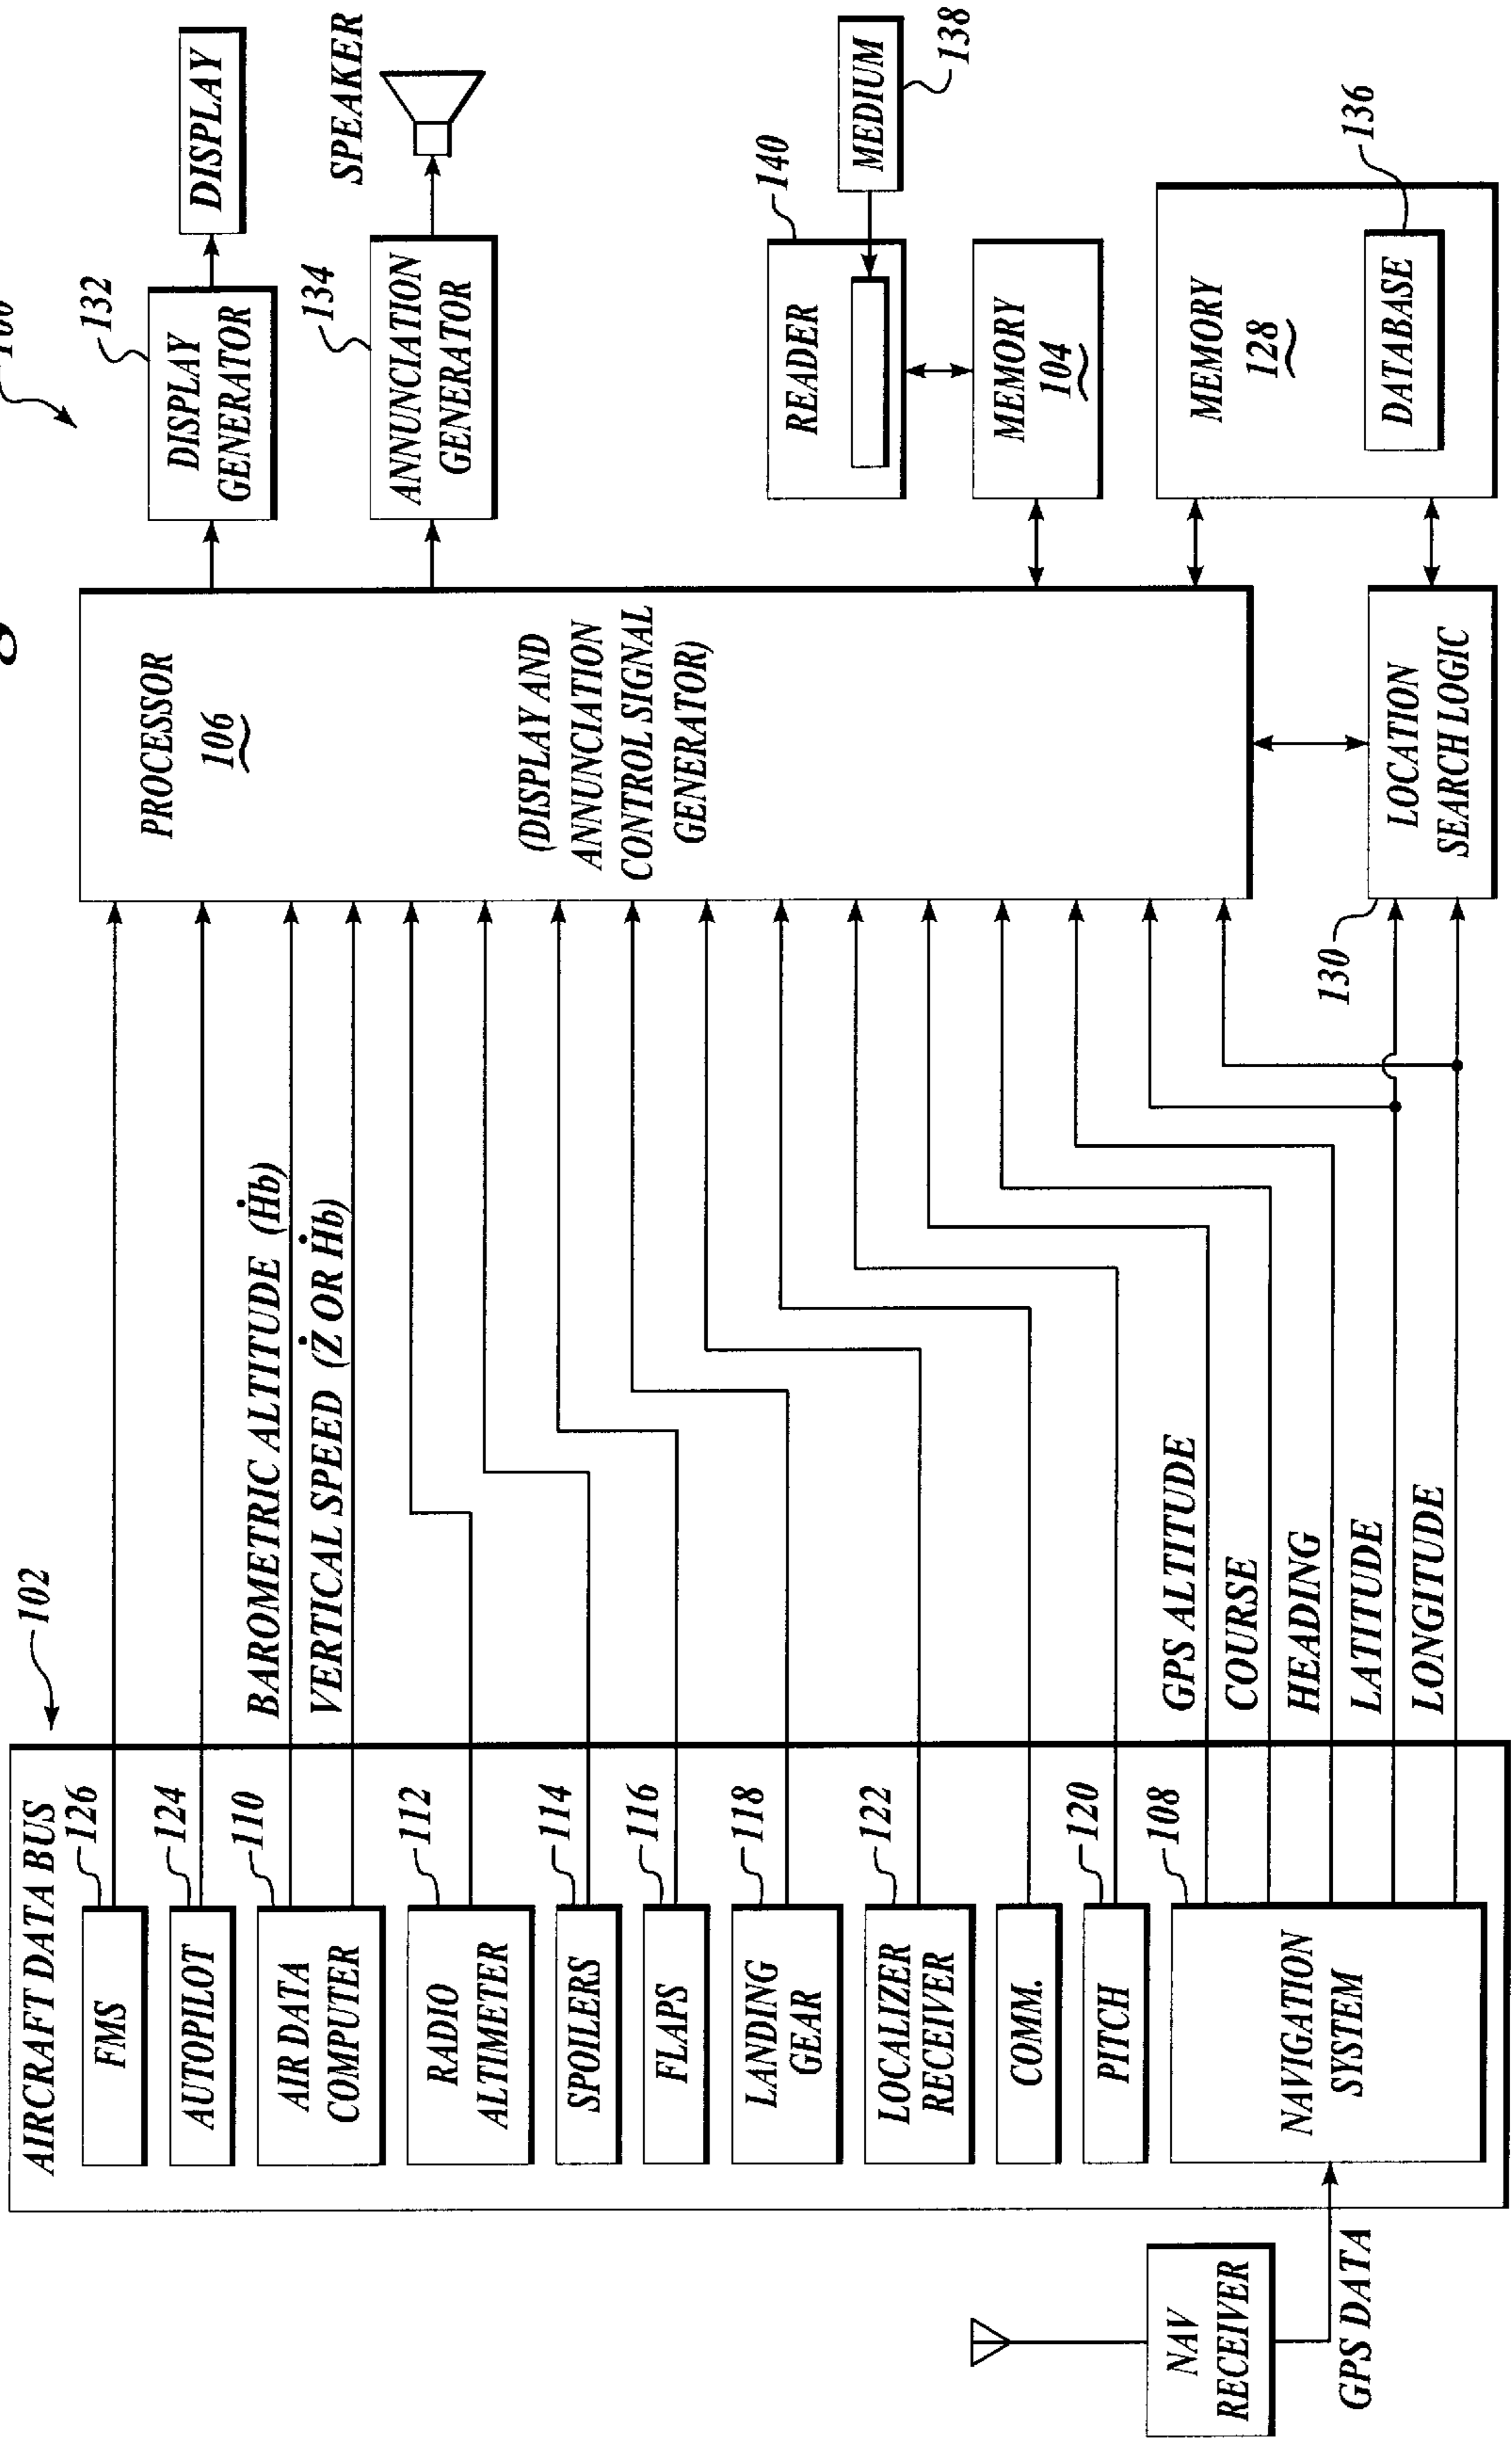 100
AIRCRAFT DATA BUS
102
FMS
126
AUTOPILOT
124
AIR DATA
COMPUTER
110
BAROMETRIC ALTITUDE (Ḣb)
VERTICAL SPEED (Ż OR Ḣb)
RADIO
ALTIMETER
112
SPOILERS
114
FLAPS
116
LANDING
GEAR
118
LOCALIZER
RECEIVER
122
COMM.
PITCH
120
NAVIGATION
SYSTEM
108
GPS ALTITUDE
COURSE
HEADING
LATITUDE
LONGITUDE
NAV
RECEIVER
GPS DATA
PROCESSOR
106
(DISPLAY AND
ANNUNCIATION
CONTROL SIGNAL
GENERATOR)
LOCATION
SEARCH LOGIC
130
DISPLAY
GENERATOR
132
DISPLAY
ANNUNCIATION
GENERATOR
134
SPEAKER
READER
140
MEDIUM
138
MEMORY
104
MEMORY
128
DATABASE
136